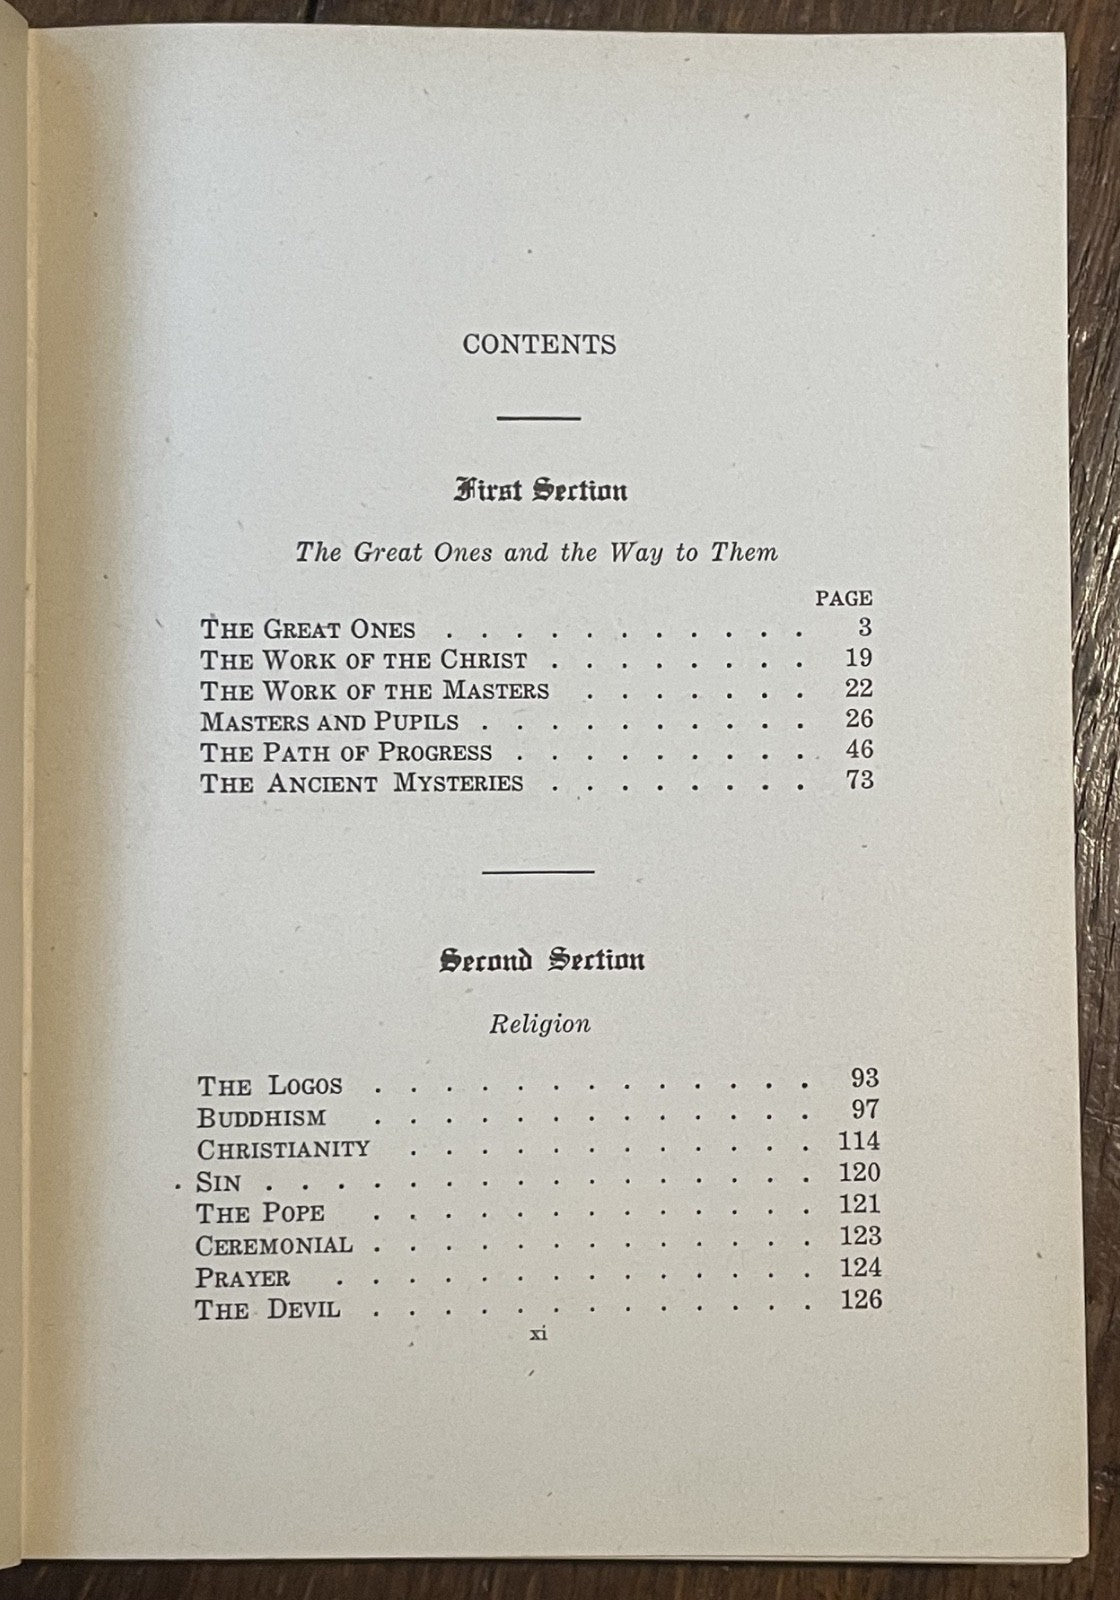 CONTENTS
First Section
The Great Ones and the Way to Them
PAGE
THE GREAT ONES . . . . . . . . . . . 3
THE WORK OF THE CHRIST . . . . . . . . 19
THE WORK OF THE MASTERS . . . . . . . 22
MASTERS AND PUPILS . . . . . . . . . . 26
THE PATH OF PROGRESS . . . . . . . . . 46
THE ANCIENT MYSTERIES . . . . . . . . 73
Second Section
Religion
THE LOGOS . . . . . . . . . . . . . 93
BUDDHISM . . . . . . . . . . . . . 97
CHRISTIANITY . . . . . . . . . . . . 114
SIN . . . . . . . . . . . . . . . . 120
THE POPE . . . . . . . . . . . . . 121
CEREMONIAL . . . . . . . . . . . . . 123
PRAYER . . . . . . . . . . . . . . 124
THE DEVIL . . . . . . . . . . . . . 126
xi